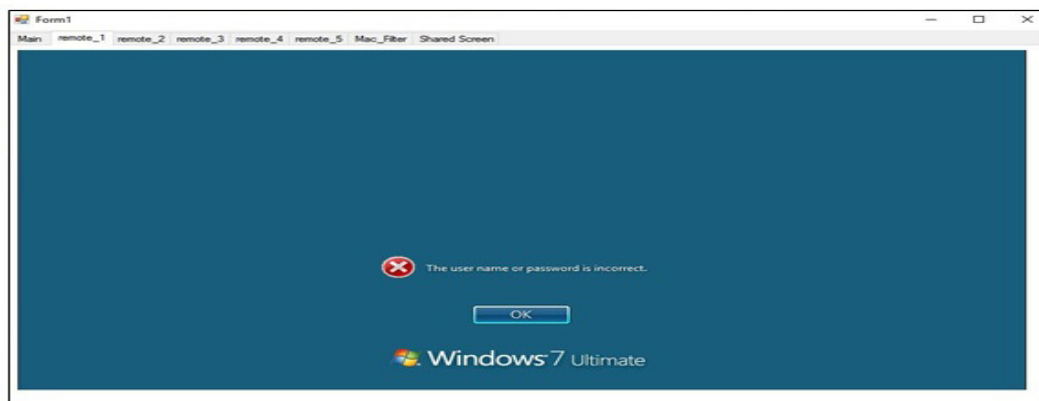 Form1
Main remote_1 remote_2 remote_3 remote_4 remote_5 Mac_Filter Shared Screen
The user name or password is incorrect.
OK
Windows 7 Ultimate